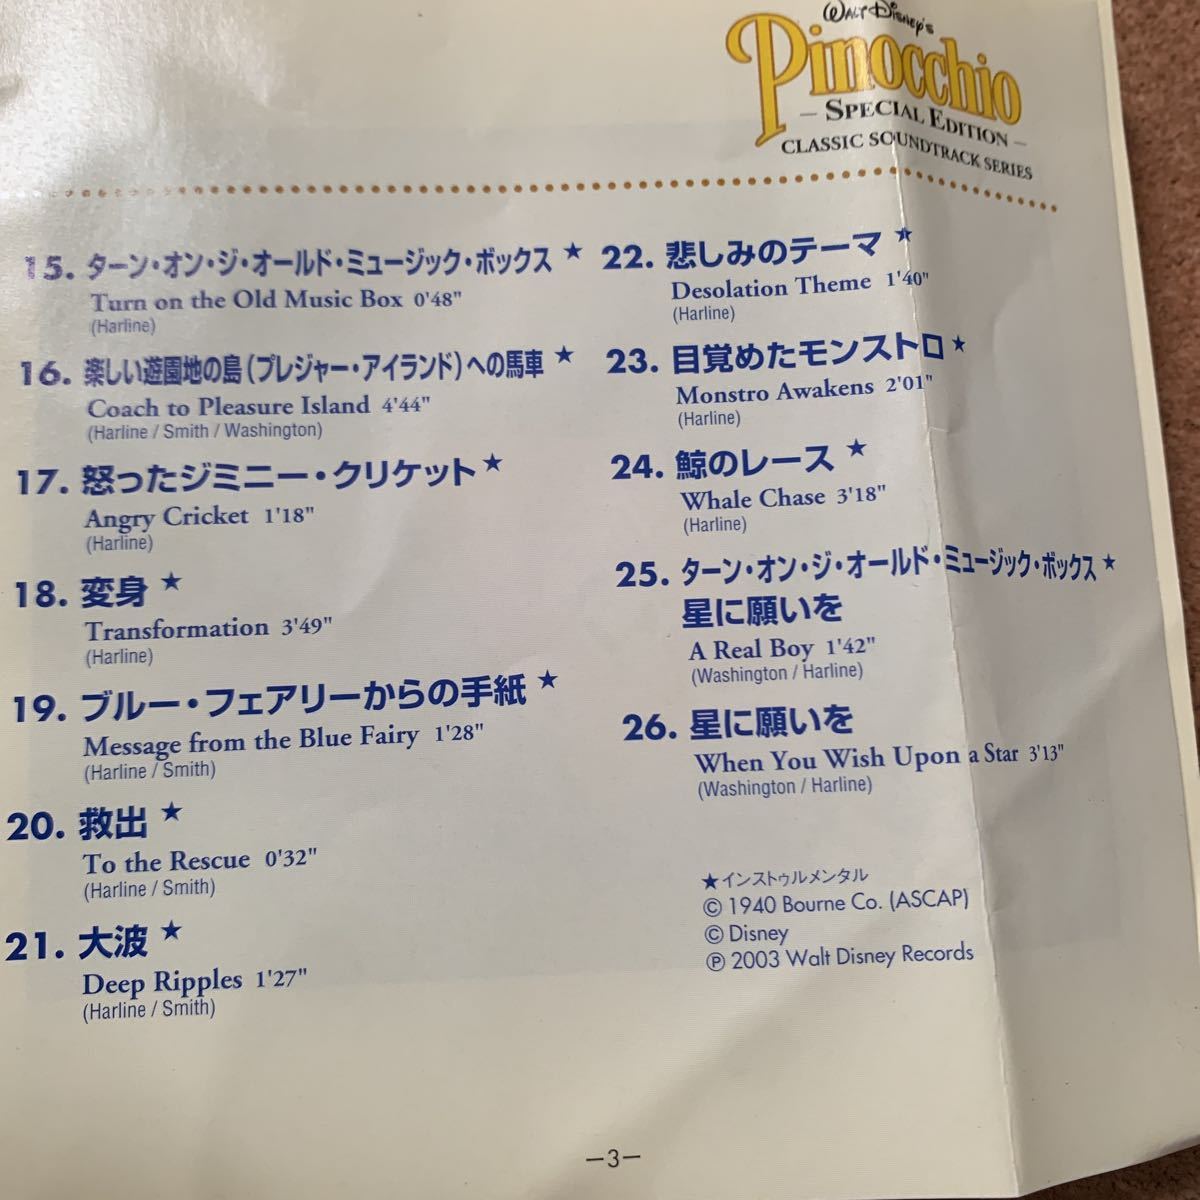 WALT DISNEY'S
Pinocchio
– SPECIAL EDITION –
CLASSIC SOUNDTRACK SERIES
15. ターン・オン・ジ・オールド・ミュージック・ボックス ★
Turn on the Old Music Box 0'48"
(Harline)
16. 楽しい遊園地の島(プレジャー・アイランド)への馬車 ★
Coach to Pleasure Island 4'44"
(Harline / Smith / Washington)
17. 怒ったジミニー・クリケット ★
Angry Cricket 1'18"
(Harline)
18. 変身 ★
Transformation 3'49"
(Harline)
19. ブルー・フェアリーからの手紙 ★
Message from the Blue Fairy 1'28"
(Harline / Smith)
20. 救出 ★
To the Rescue 0'32"
(Harline / Smith)
21. 大波 ★
Deep Ripples 1'27"
(Harline / Smith)
22. 悲しみのテーマ ★
Desolation Theme 1'40"
(Harline)
23. 目覚めたモンストロ ★
Monstro Awakens 2'01"
(Harline)
24. 鯨のレース ★
Whale Chase 3'18"
(Harline)
25. ターン・オン・ジ・オールド・ミュージック・ボックス ★
星に願いを
A Real Boy 1'42"
(Washington / Harline)
26. 星に願いを
When You Wish Upon a Star 3'13"
(Washington / Harline)
★インストゥルメンタル
© 1940 Bourne Co. (ASCAP)
© Disney
℗ 2003 Walt Disney Records
—3—